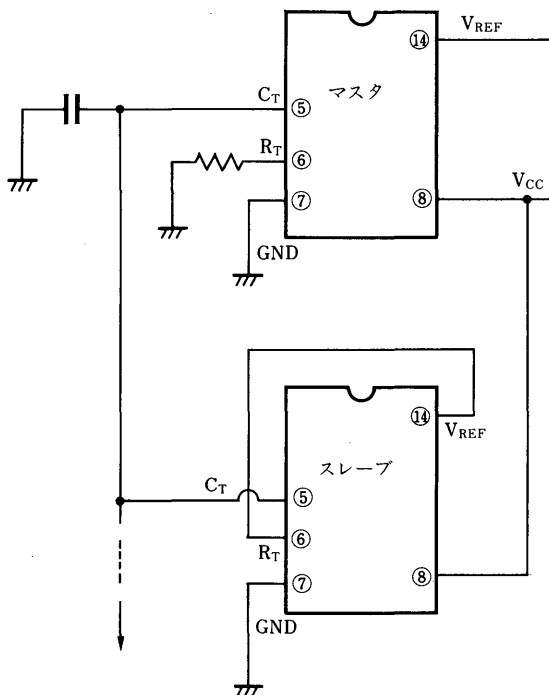 ⑭
V_REF
C_T
⑤
マスタ
R_T
⑥
V_CC
⑦
⑧
GND
⑭
V_REF
スレーブ
C_T
⑤
⑥
R_T
⑦
⑧
GND